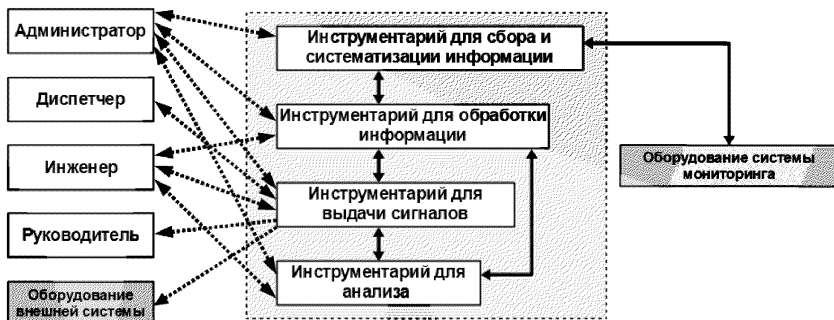 Администратор
Диспетчер
Инженер
Руководитель
Оборудование
внешней системы
Инструментарий для сбора и
систематизации информации
Инструментарий для обработки
информации
Инструментарий для
выдачи сигналов
Инструментарий для
анализа
Оборудование системы
мониторинга